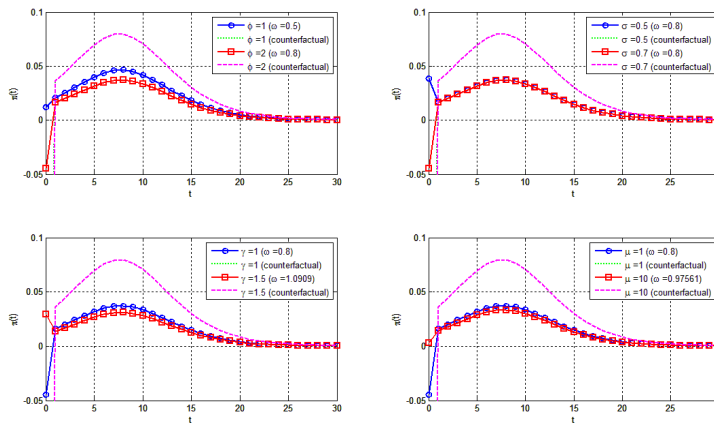 0.1
0.05
0
-0.05
π(t)
0 5 10 15 20 25 30
t
ϕ =1 (ω =0.5)
ϕ =1 (counterfactual)
ϕ =2 (ω =0.8)
ϕ =2 (counterfactual)
0.1
0.05
0
-0.05
π(t)
0 5 10 15 20 25
t
σ =0.5 (ω =0.8)
σ =0.5 (counterfactual)
σ =0.7 (ω =0.8)
σ =0.7 (counterfactual)
0.1
0.05
0
-0.05
π(t)
0 5 10 15 20 25 30
t
γ =1 (ω =0.8)
γ =1 (counterfactual)
γ =1.5 (ω =1.0909)
γ =1.5 (counterfactual)
0.1
0.05
0
-0.05
π(t)
0 5 10 15 20 25
t
μ =1 (ω =0.8)
μ =1 (counterfactual)
μ =10 (ω =0.97561)
μ =10 (counterfactual)